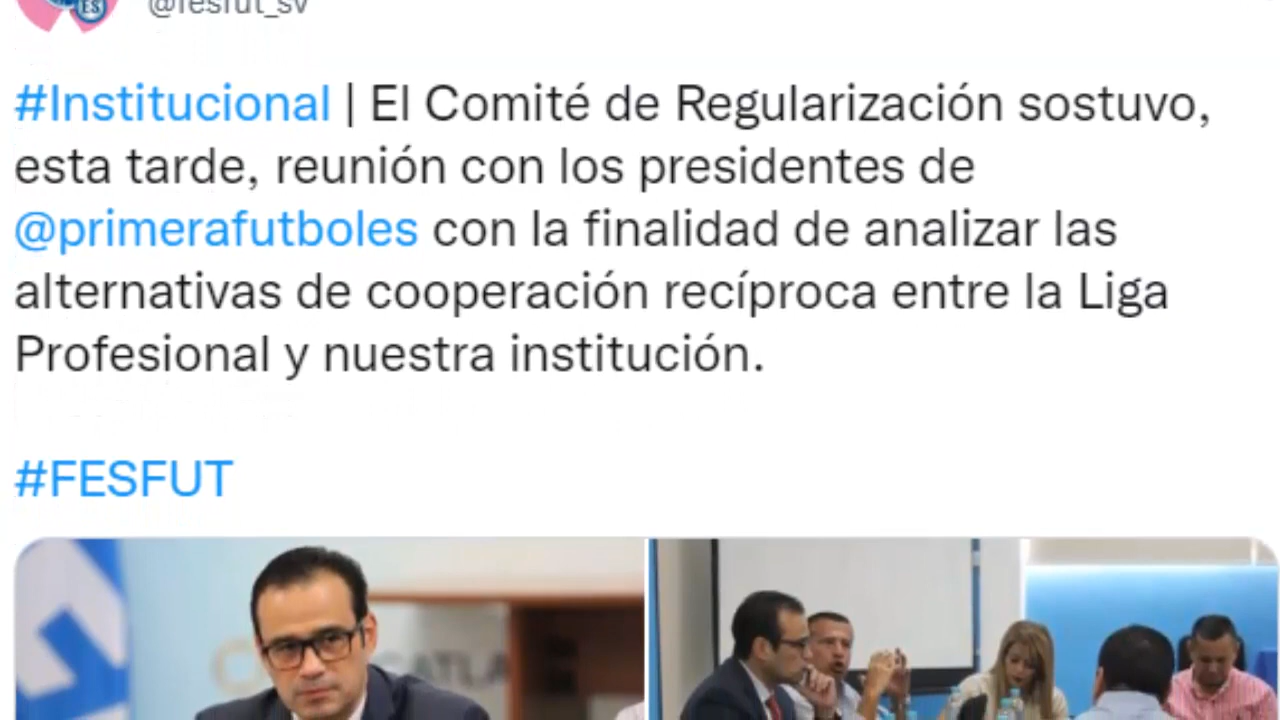 @fesfut_sv
#Institucional | El Comité de Regularización sostuvo,
esta tarde, reunión con los presidentes de
@primerafutboles con la finalidad de analizar las
alternativas de cooperación recíproca entre la Liga
Profesional y nuestra institución.
#FESFUT